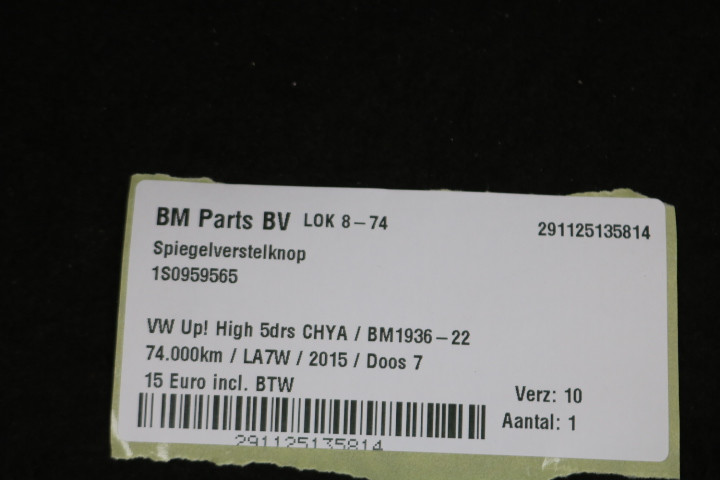 BM Parts BV LOK 8-74 291125135814
Spiegelverstelknop
1S0959565
VW Up! High 5drs CHYA / BM1936-22
74.000km / LA7W / 2015 / Doos 7
15 Euro incl. BTW
Verz: 10
Aantal: 1
291125135814